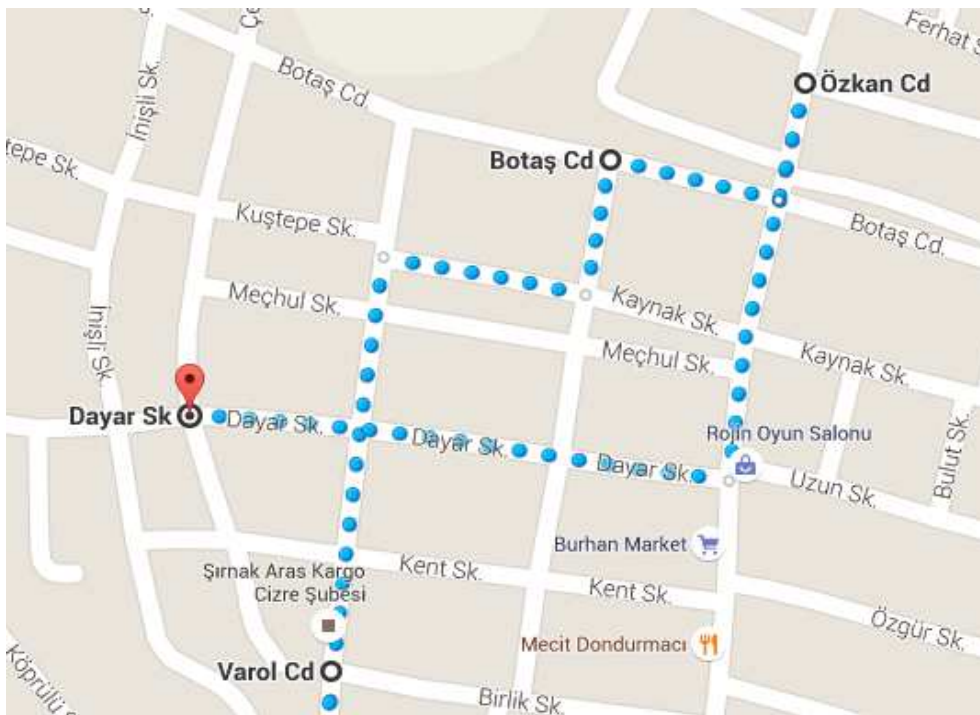 Ferhat S
Özkan Cd
İnişli Sk.
Botaş Cd.
Botaş Cd
tepe Sk.
Kuştepe Sk.
Botaş Cd.
Meçhul Sk.
Kaynak Sk.
İnişli Sk.
Meçhul Sk.
Kaynak Sk.
Dayar Sk
Dayar Sk.
Dayar Sk.
Rojin Oyun Salonu
Bulut Sk.
Dayar Sk.
Uzun Sk.
Burhan Market
Şırnak Aras Kargo
Cizre Şubesi
Kent Sk.
Kent Sk.
Özgür Sk.
Mecit Dondurmacı
Köprülü S
Varol Cd
Birlik Sk.